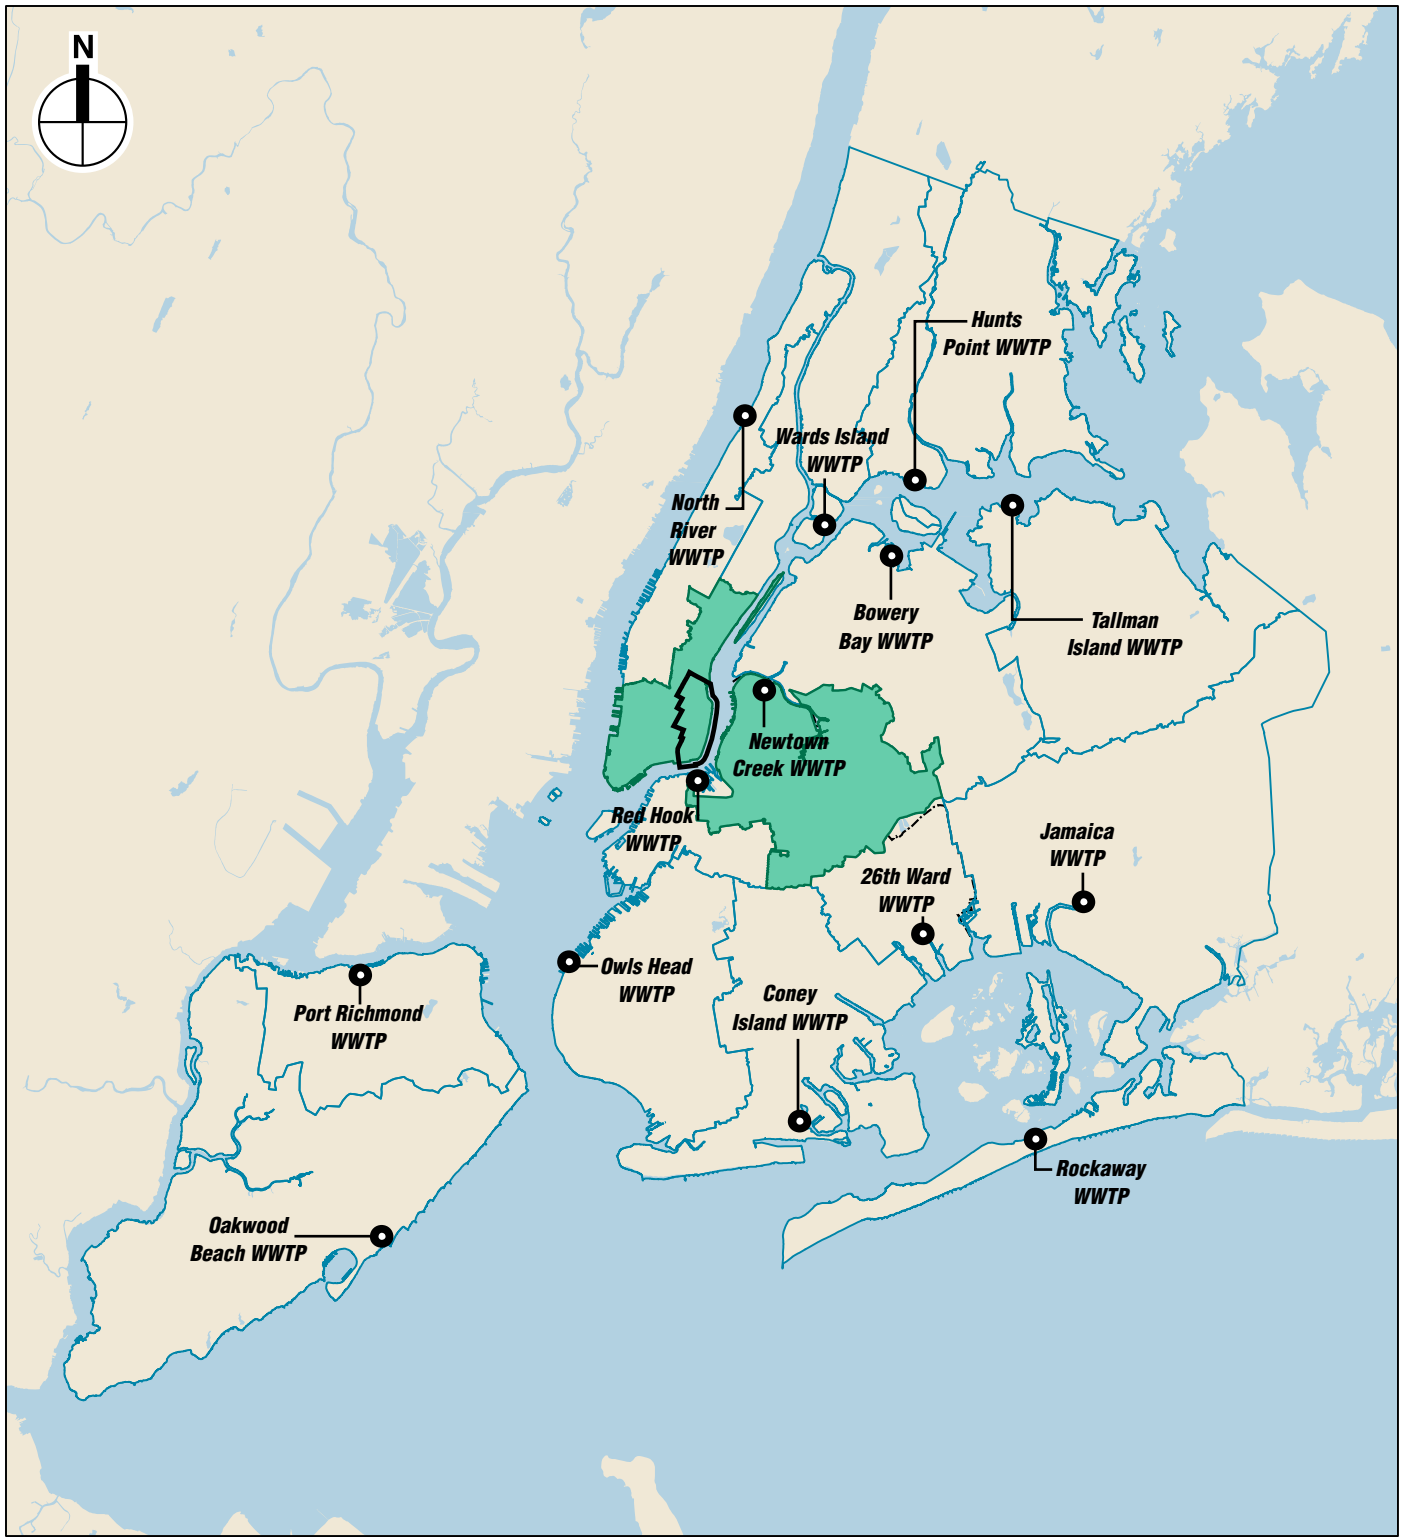 N
Hunts
Point WWTP
Wards Island
WWTP
North
River
WWTP
Bowery
Bay WWTP
Tallman
Island WWTP
Newtown
Creek WWTP
Red Hook
WWTP
Jamaica
WWTP
26th Ward
WWTP
Owls Head
WWTP
Coney
Island WWTP
Port Richmond
WWTP
Rockaway
WWTP
Oakwood
Beach WWTP